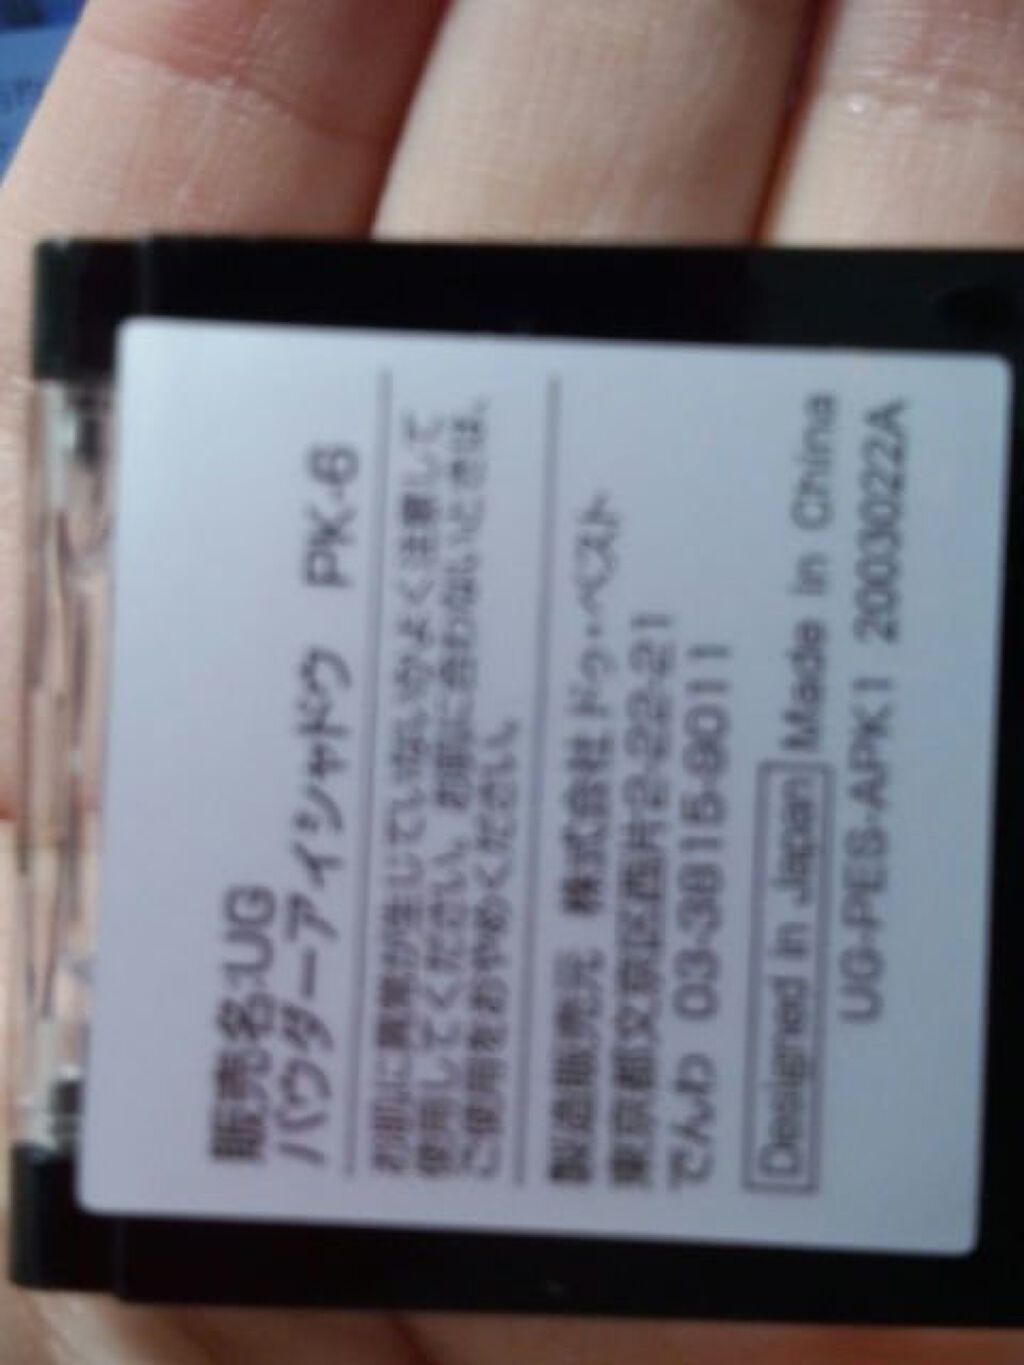 販売名:UG
パウダーアイシャドウ PK-6
お肌に異常が生じていないかよく注意して
使用してください。お肌に合わないときは、
ご使用をおやめください。
製造販売元 株式会社ドゥ・ベスト
東京都文京区西片2-22-21
でんわ 03-3815-9011
Designed in Japan Made in China
UG-PES-APK1 2003022A